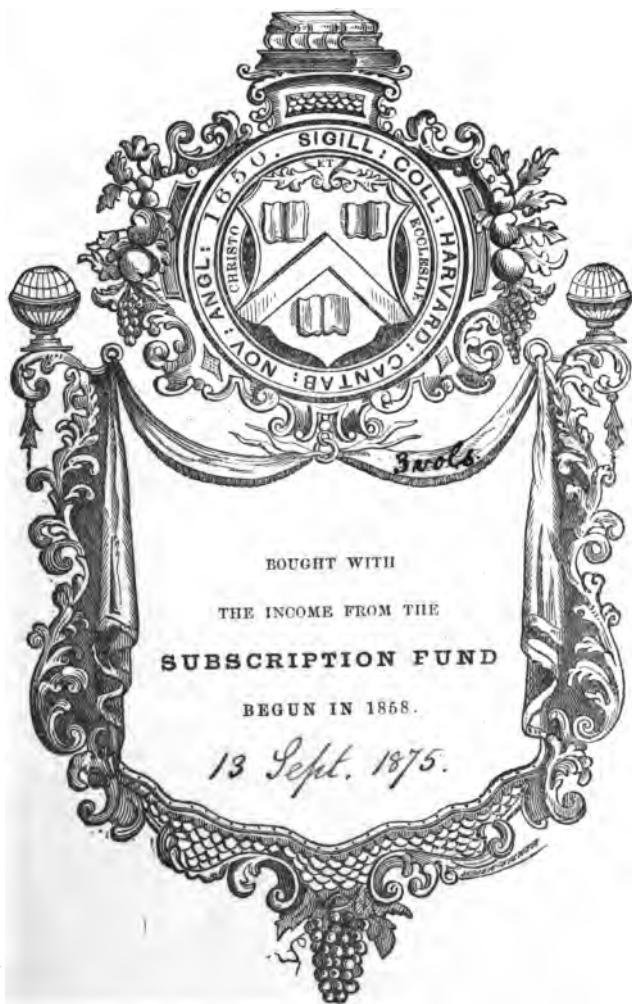 SIGILL: COLL: HARVARD: CANTAB: NOV: ANGL: 1650.
CHRISTO
ET
ECCLESIAE
3 vols.
BOUGHT WITH
THE INCOME FROM THE
SUBSCRIPTION FUND
BEGUN IN 1858.
13 Sept. 1875.